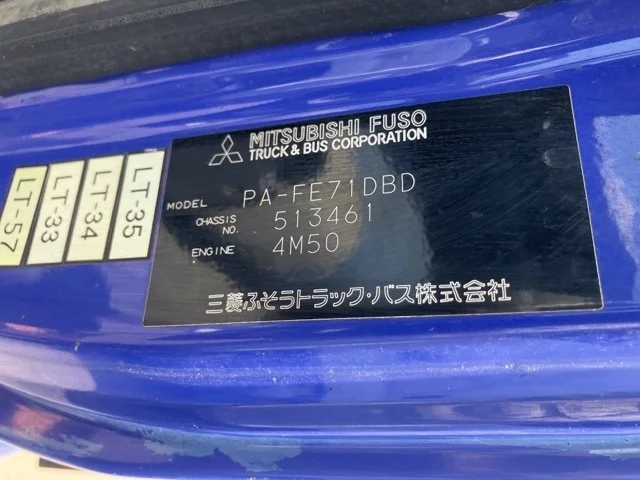 MITSUBISHI FUSO
TRUCK & BUS CORPORATION
MODEL PA-FE71DBD
CHASSIS NO. 513461
ENGINE 4M50
三菱ふそうトラック・バス株式会社
LT-57
LT-33
LT-34
LT-35